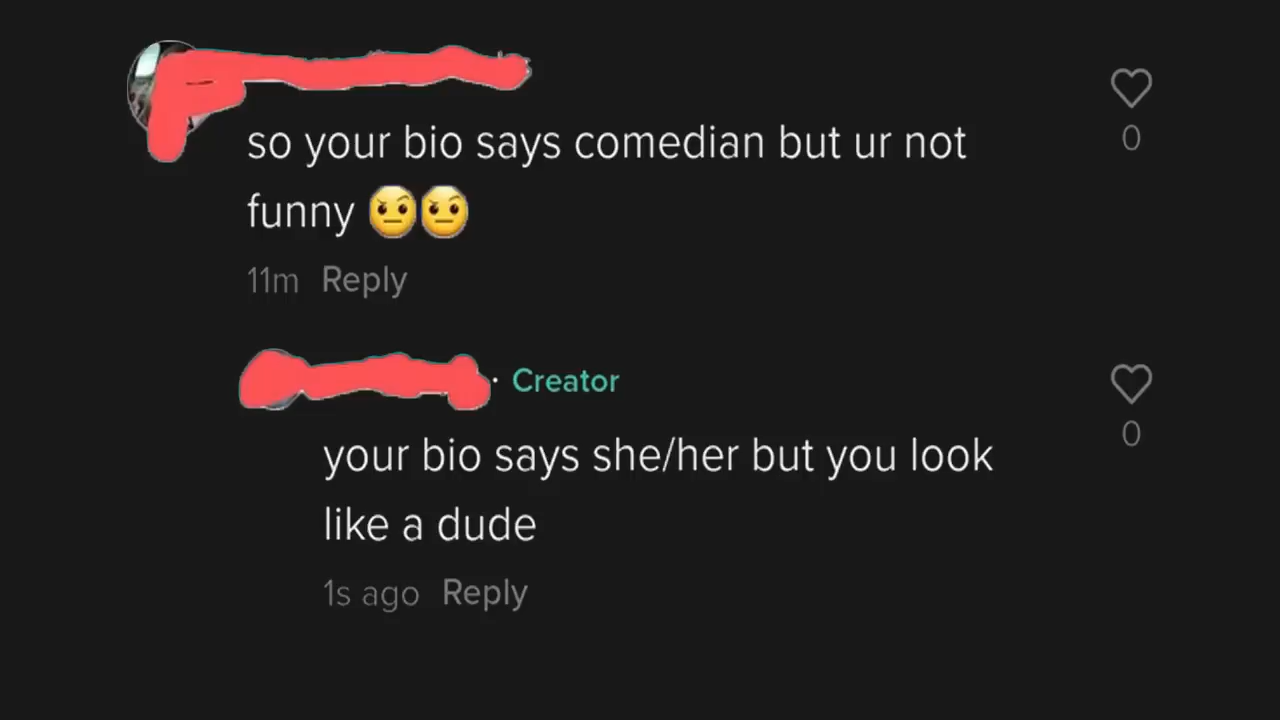 so your bio says comedian but ur not
funny 🤨🤨
0
11m Reply
· Creator
your bio says she/her but you look
like a dude
0
1s ago Reply